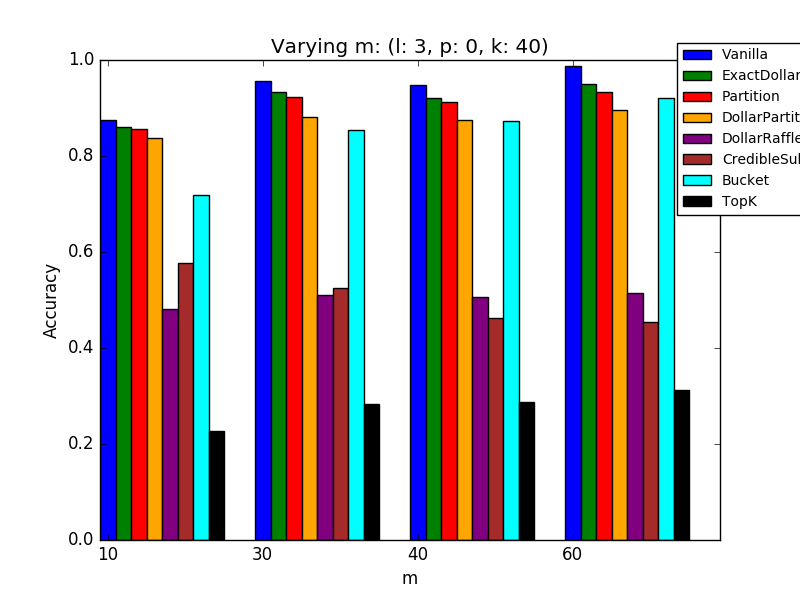 Varying m: (l: 3, p: 0, k: 40)
Vanilla
ExactDollar
Partition
DollarPartit
DollarRaffle
CredibleSu
Bucket
TopK
1.0
0.8
0.6
0.4
0.2
0.0
Accuracy
10 30 40 60
m